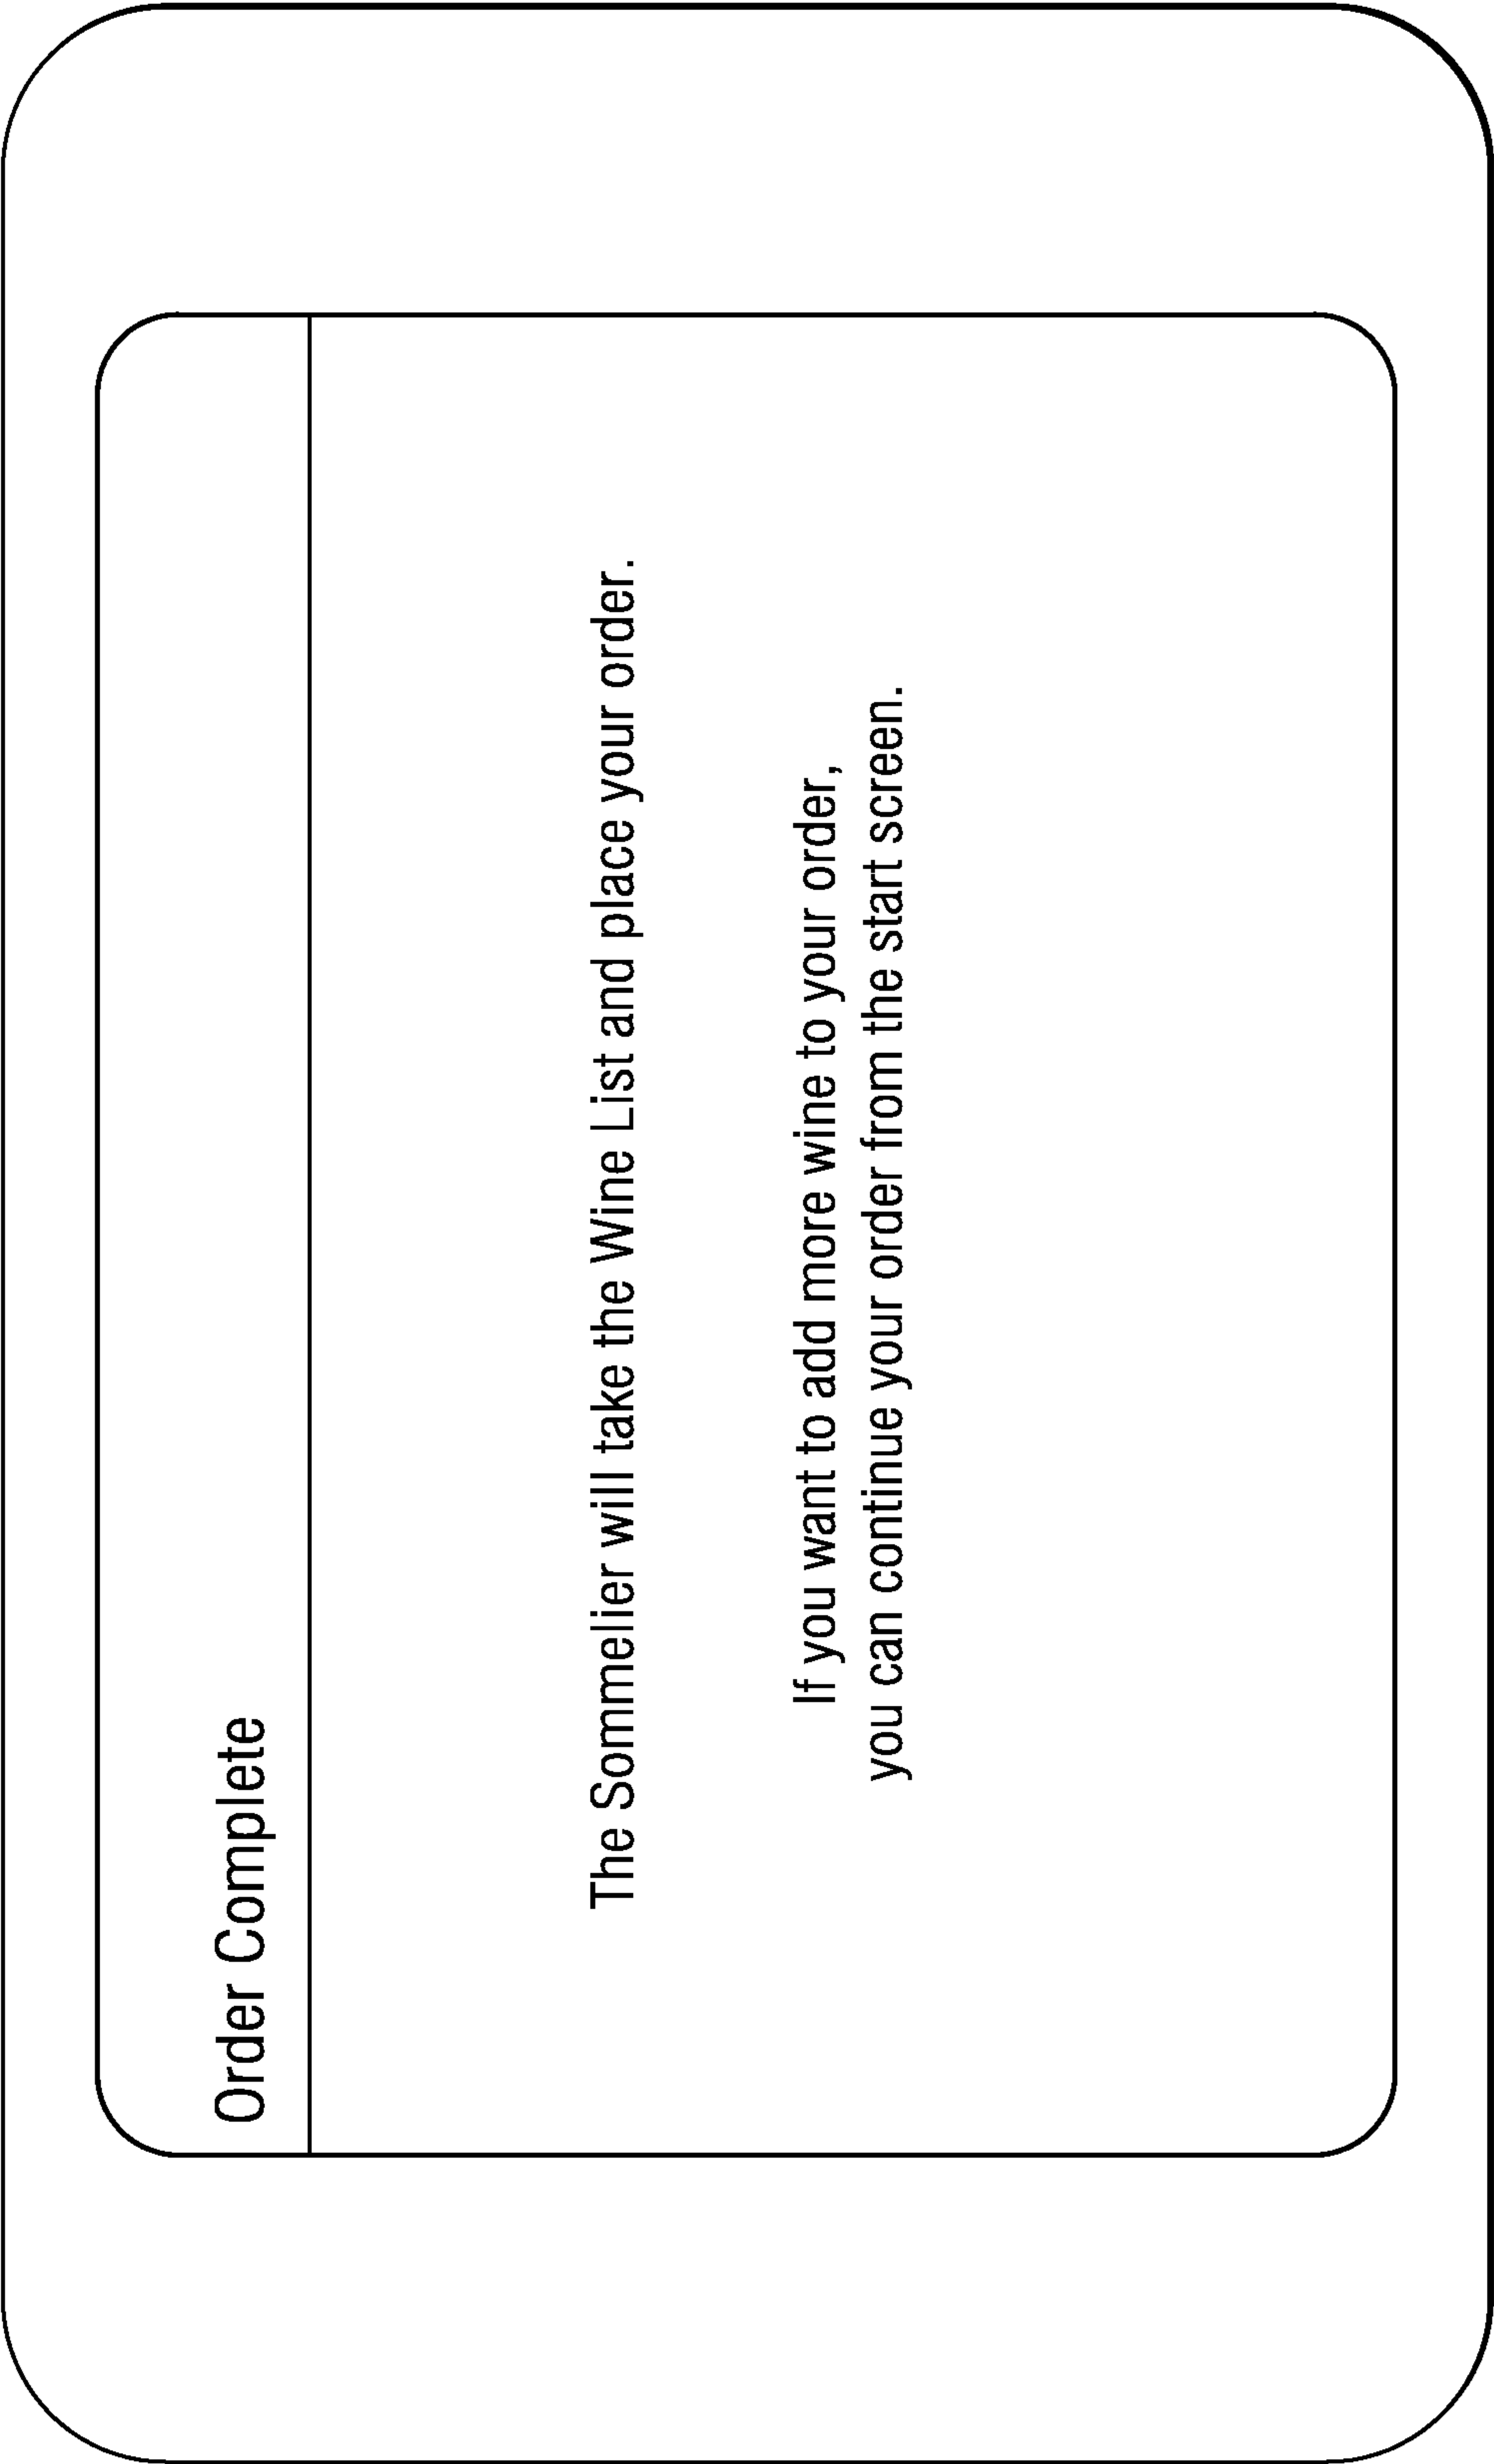 Order Complete
The Sommelier will take the Wine List and place your order.
If you want to add more wine to your order,
you can continue your order from the start screen.